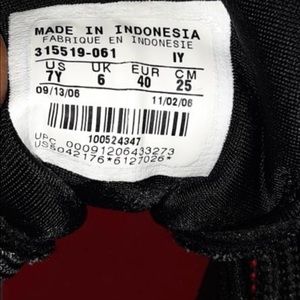 MADE IN INDONESIA
FABRIQUE EN INDONESIE
315519-061 IY
US UK EUR CM
7Y 6 40 25
09/13/06 11/02/06
100524347
UPC 00091206433273
US8042176*6127026*